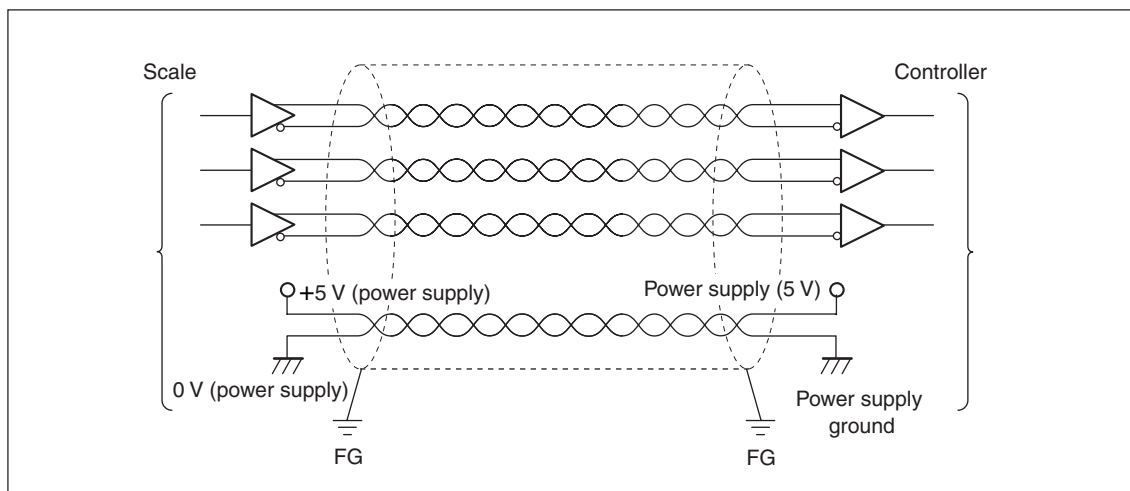 Scale
Controller
+5 V (power supply)
Power supply (5 V)
0 V (power supply)
Power supply
ground
FG
FG